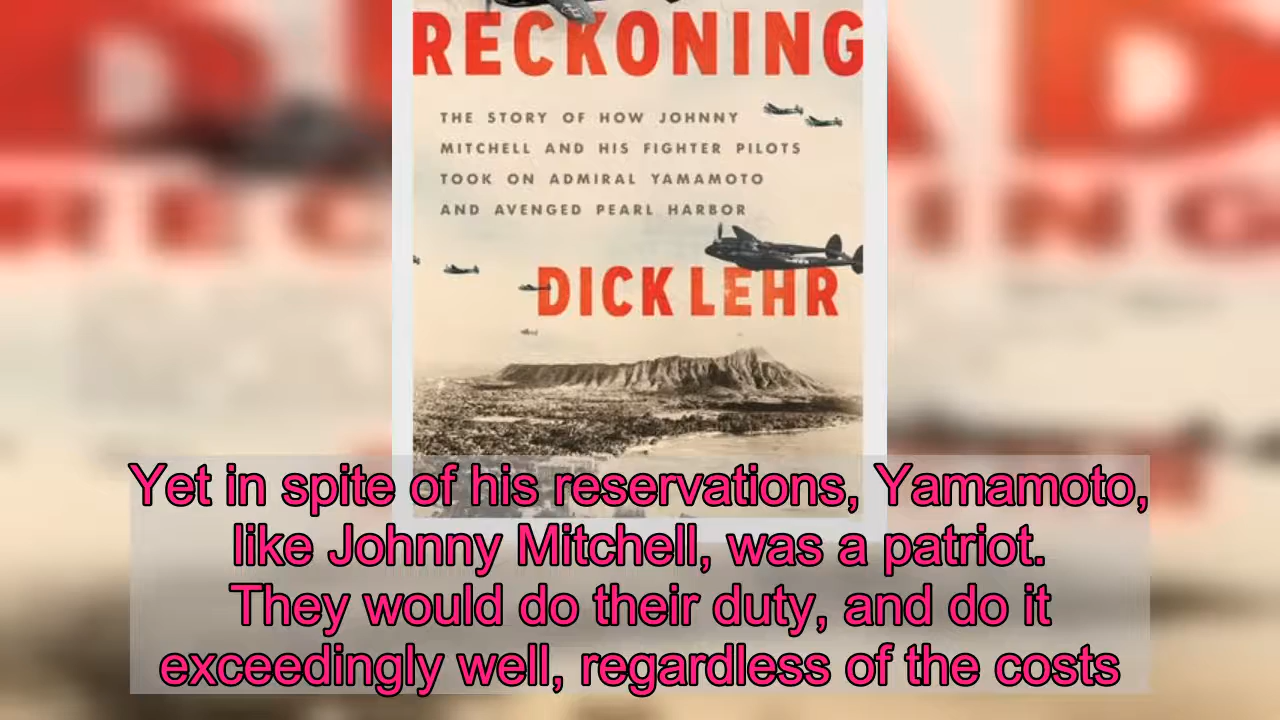 RECKONING
THE STORY OF HOW JOHNNY
MITCHELL AND HIS FIGHTER PILOTS
TOOK ON ADMIRAL YAMAMOTO
AND AVENGED PEARL HARBOR
DICK LEHR
Yet in spite of his reservations, Yamamoto,
like Johnny Mitchell, was a patriot.
They would do their duty, and do it
exceedingly well, regardless of the costs